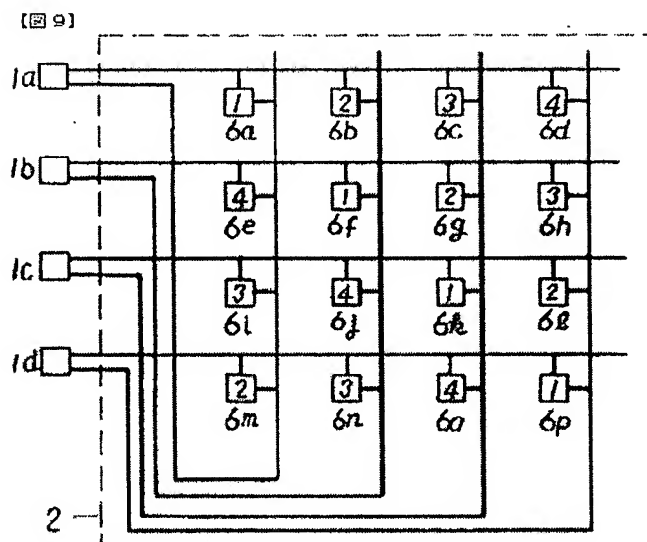 【図9】
1a
1 2 3 4
6a 6b 6c 6d
1b
4 1 2 3
6e 6f 6g 6h
1c
3 4 1 2
6i 6j 6k 6l
1d
2 3 4 1
6m 6n 6o 6p
2